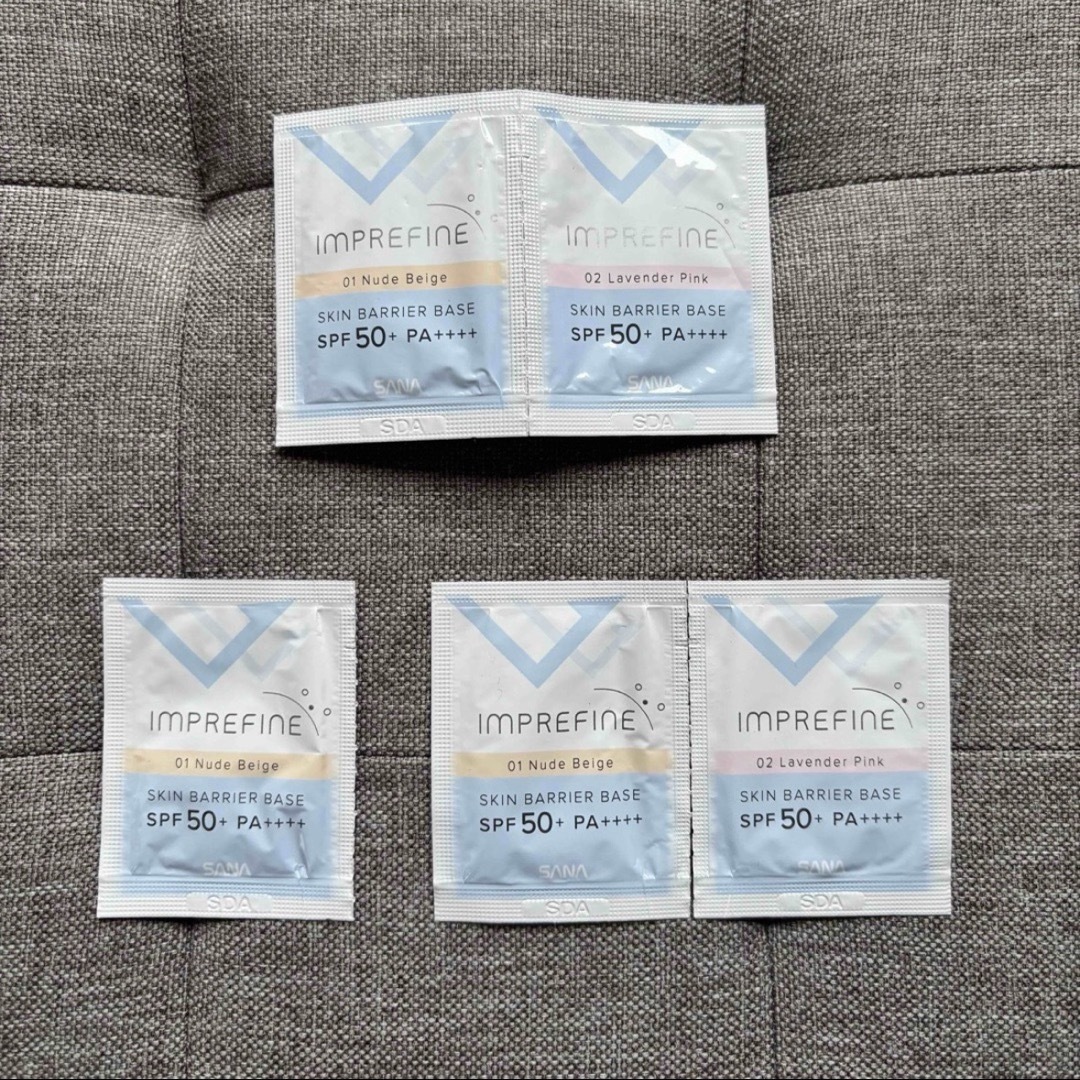 IMPREFINE
01 Nude Beige
SKIN BARRIER BASE
SPF 50+ PA++++
SANA
SDA
IMPREFINE
02 Lavender Pink
SKIN BARRIER BASE
SPF 50+ PA++++
SANA
SDA
IMPREFINE
01 Nude Beige
SKIN BARRIER BASE
SPF 50+ PA++++
SANA
SDA
IMPREFINE
01 Nude Beige
SKIN BARRIER BASE
SPF 50+ PA++++
SANA
SDA
IMPREFINE
02 Lavender Pink
SKIN BARRIER BASE
SPF 50+ PA++++
SANA
SDA